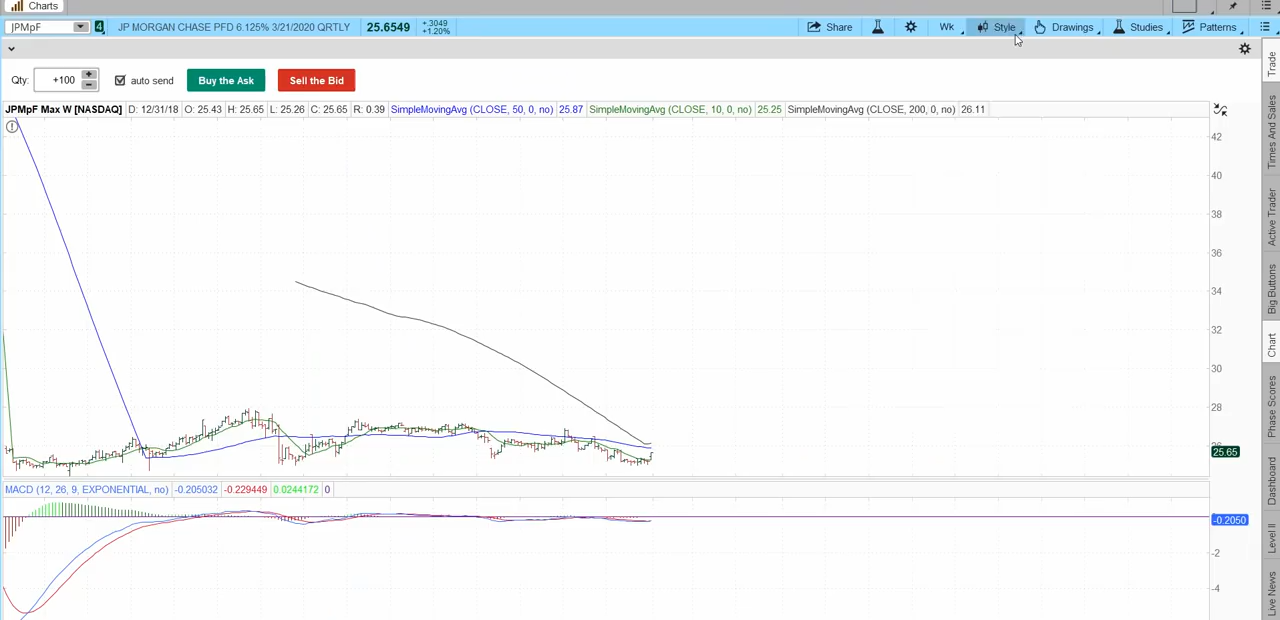 Charts
JPMpF 4 JP MORGAN CHASE PFD 6.125% 3/21/2020 QRTLY 25.6549 +.3049 +1.20% Share Wk Style Drawings Studies Patterns
Qty: +100 auto send Buy the Ask Sell the Bid
JPMpF Max W [NASDAQ] D: 12/31/18 O: 25.43 H: 25.65 L: 25.26 C: 25.65 R: 0.39 SimpleMovingAvg (CLOSE, 50, 0, no) 25.87 SimpleMovingAvg (CLOSE, 10, 0, no) 25.25 SimpleMovingAvg (CLOSE, 200, 0, no) 26.11
42
40
38
36
34
32
30
28
25.65
MACD (12, 26, 9, EXPONENTIAL, no) -0.205032 -0.229449 0.0244172 0
-0.2050
-2
-4
Trade
Times And Sales
Active Trader
Big Buttons
Chart
Phase Scores
Dashboard
Level II
Live News